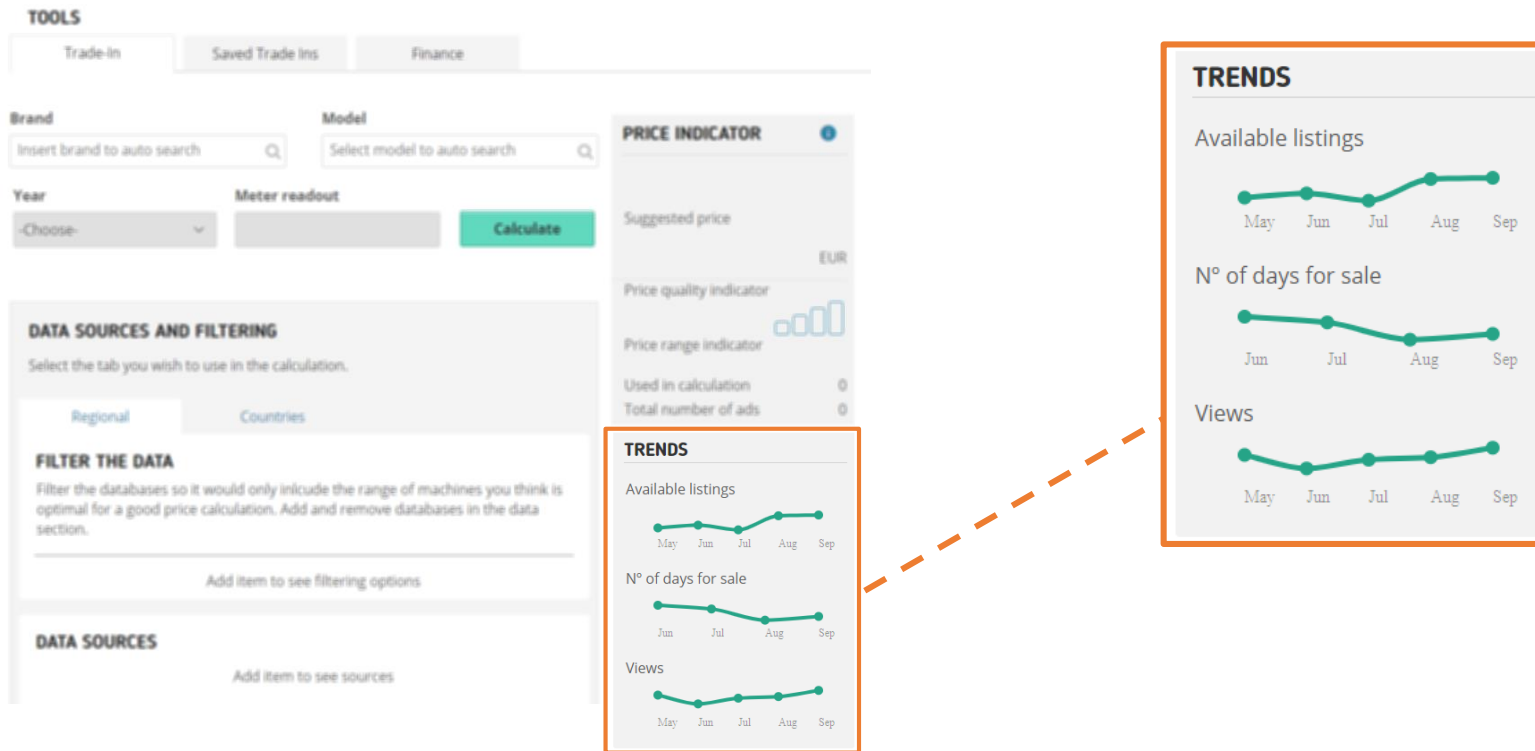 TOOLS
Trade-In
Saved Trade Ins
Finance
Brand
Model
Insert brand to auto search
Select model to auto search
Year
Meter readout
-Choose-
Calculate
DATA SOURCES AND FILTERING
Select the tab you wish to use in the calculation.
Regional
Countries
FILTER THE DATA
Filter the databases so it would only inlcude the range of machines you think is
optimal for a good price calculation. Add and remove databases in the data
section.
Add item to see filtering options
DATA SOURCES
Add item to see sources
PRICE INDICATOR
Suggested price
EUR
Price quality indicator
Price range indicator
Used in calculation 0
Total number of ads 0
TRENDS
Available listings
May Jun Jul Aug Sep
Nº of days for sale
Jun Jul Aug Sep
Views
May Jun Jul Aug Sep
TRENDS
Available listings
May Jun Jul Aug Sep
Nº of days for sale
Jun Jul Aug Sep
Views
May Jun Jul Aug Sep